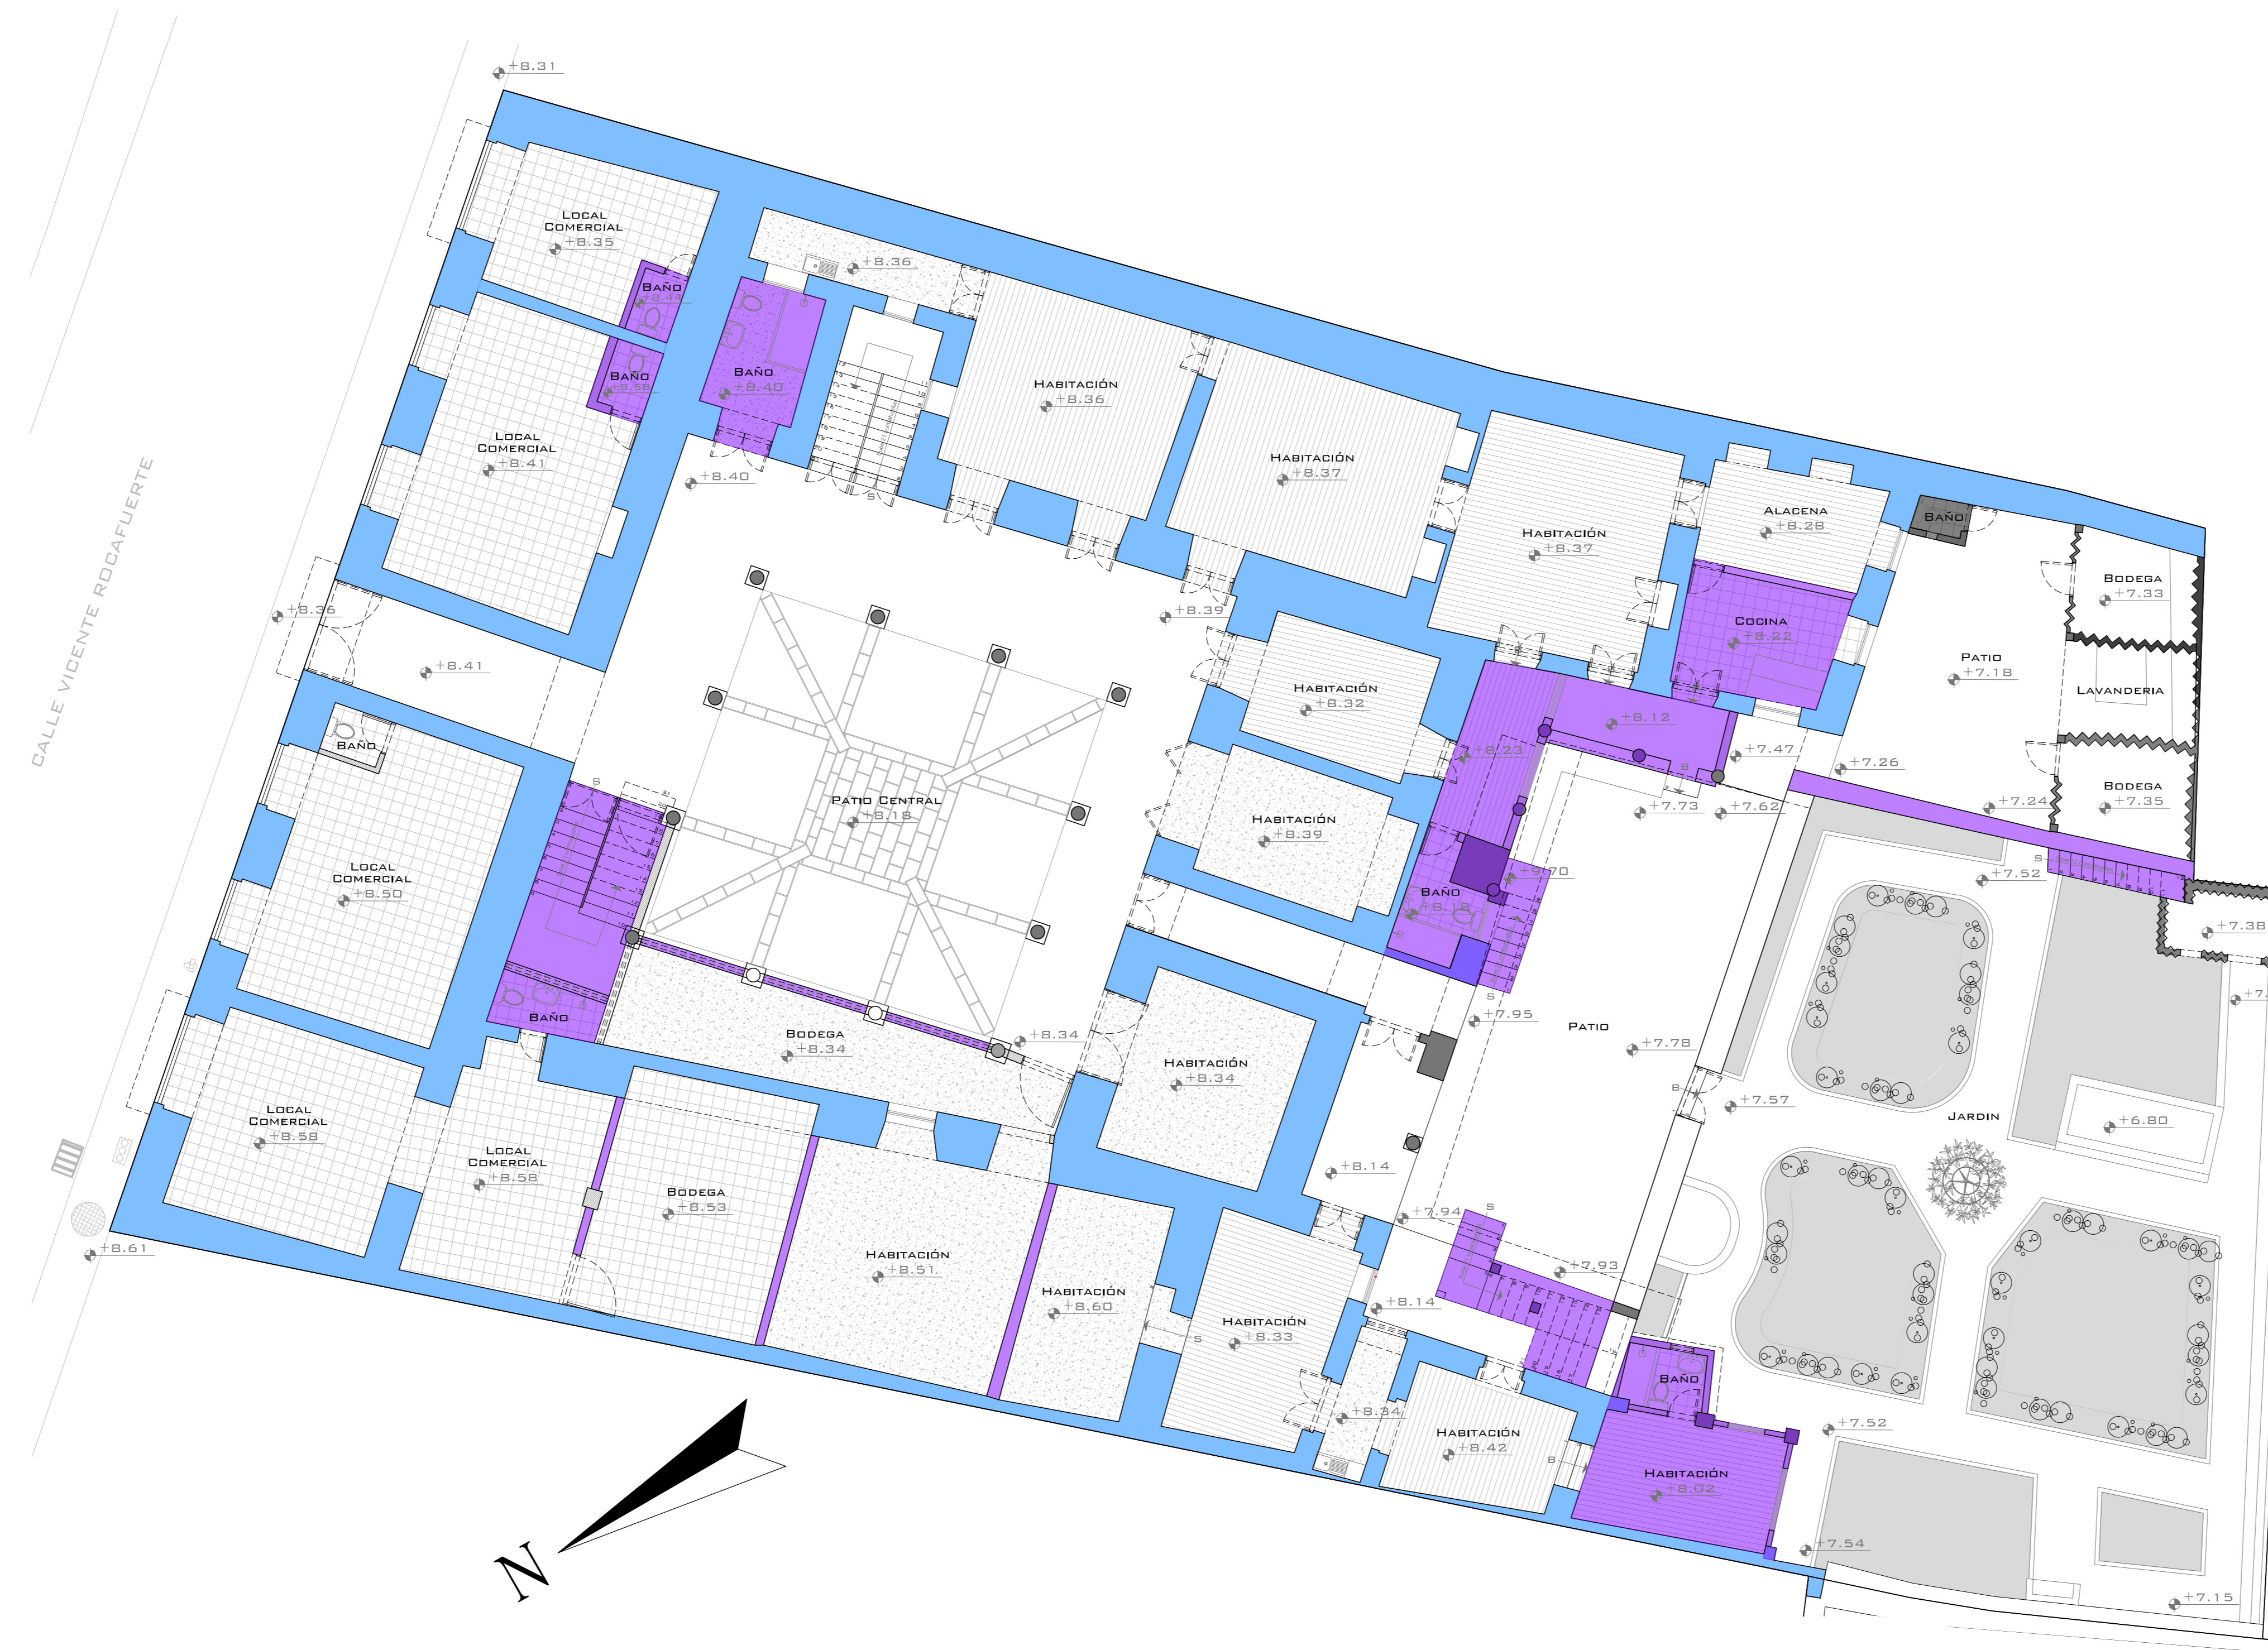 +8.31
LOCAL
COMERCIAL
+8.35
BAÑO
+8.44
+8.36
BAÑO
+8.58
BAÑO
+8.40
HABITACIÓN
+8.36
LOCAL
COMERCIAL
+8.41
+8.40
S
HABITACIÓN
+8.37
HABITACIÓN
+8.37
ALACENA
+8.28
BAÑO
CALLE VICENTE ROCAFUERTE
+8.36
+8.41
+8.39
COCINA
+8.22
PATIO
+7.18
BODEGA
+7.33
LAVANDERIA
BODEGA
+7.35
HABITACIÓN
+8.32
+8.12
+8.23
+7.47
+7.26
B
+7.73
+7.62
+7.24
BAÑO
S
PATIO CENTRAL
+8.18
HABITACIÓN
+8.39
LOCAL
COMERCIAL
+8.50
+9.70
BAÑO
+8.18
S
+7.52
+7.38
S
+7.95
PATIO
+7.78
BAÑO
BODEGA
+8.34
+8.34
HABITACIÓN
+8.34
B
+7.57
JARDIN
+6.80
LOCAL
COMERCIAL
+8.58
LOCAL
COMERCIAL
+8.58
BODEGA
+8.53
+8.14
S
+7.94
+7.93
+8.61
HABITACIÓN
+8.51
HABITACIÓN
+8.60
S
HABITACIÓN
+8.33
+8.14
BAÑO
+8.34
HABITACIÓN
+8.42
B
HABITACIÓN
+8.02
+7.52
+7.54
+7.15
N